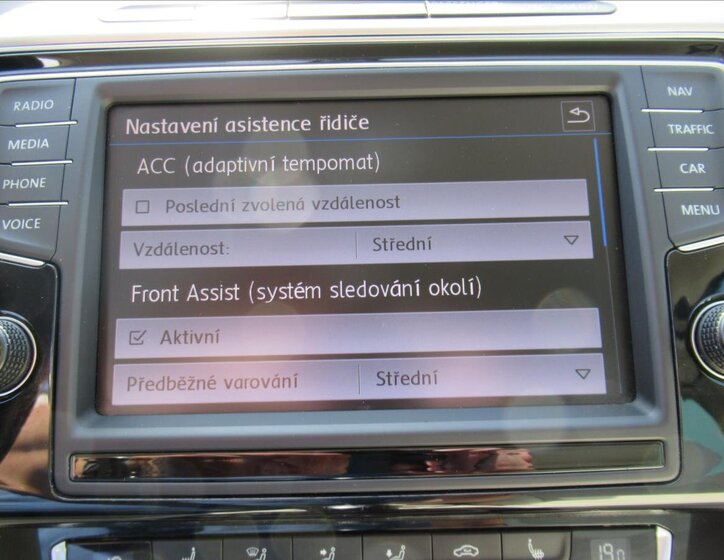 RADIO
MEDIA
PHONE
VOICE
Nastavení asistence řidiče
ACC (adaptivní tempomat)
Poslední zvolená vzdálenost
Vzdálenost: Střední
Front Assist (systém sledování okolí)
Aktivní
Předběžné varování Střední
NAV
TRAFFIC
CAR
MENU